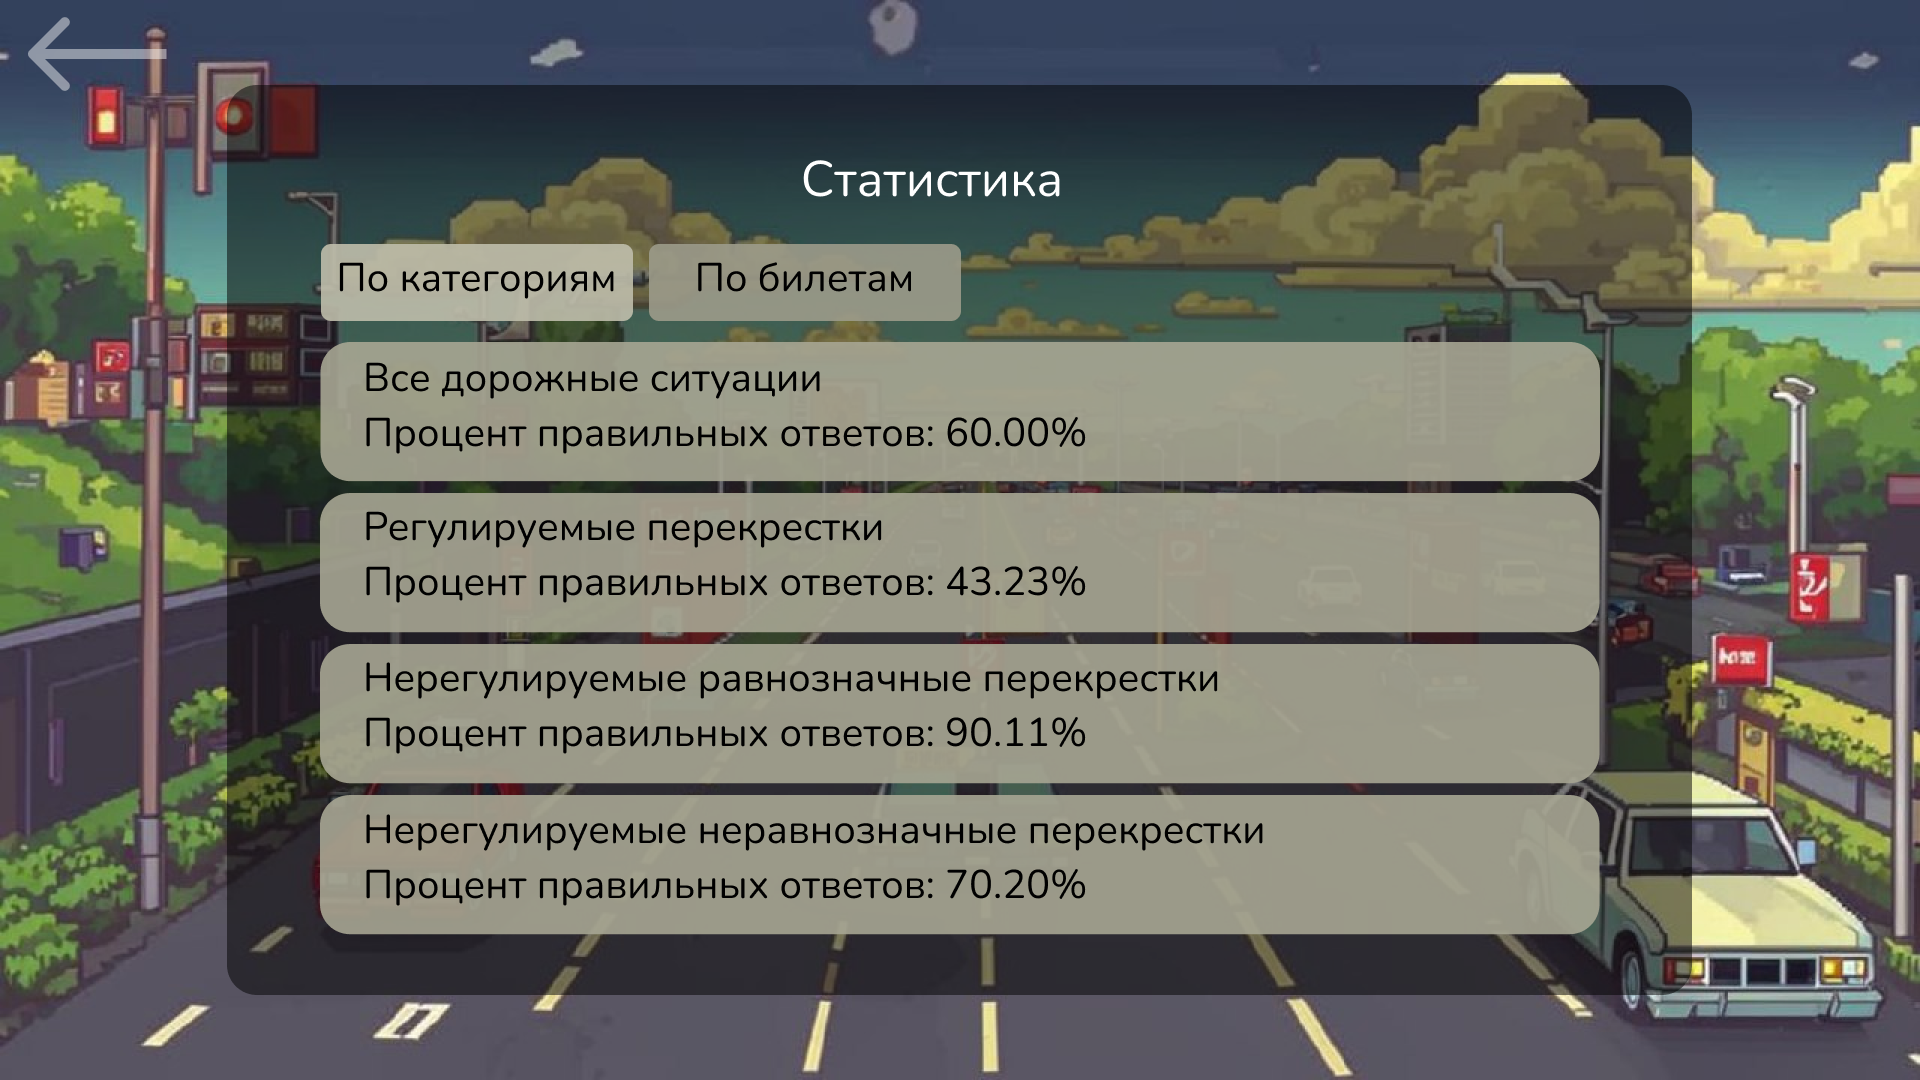 Статистика
По категориям
По билетам
Все дорожные ситуации
Процент правильных ответов: 60.00%
Регулируемые перекрестки
Процент правильных ответов: 43.23%
Нерегулируемые равнозначные перекрестки
Процент правильных ответов: 90.11%
Нерегулируемые неравнозначные перекрестки
Процент правильных ответов: 70.20%